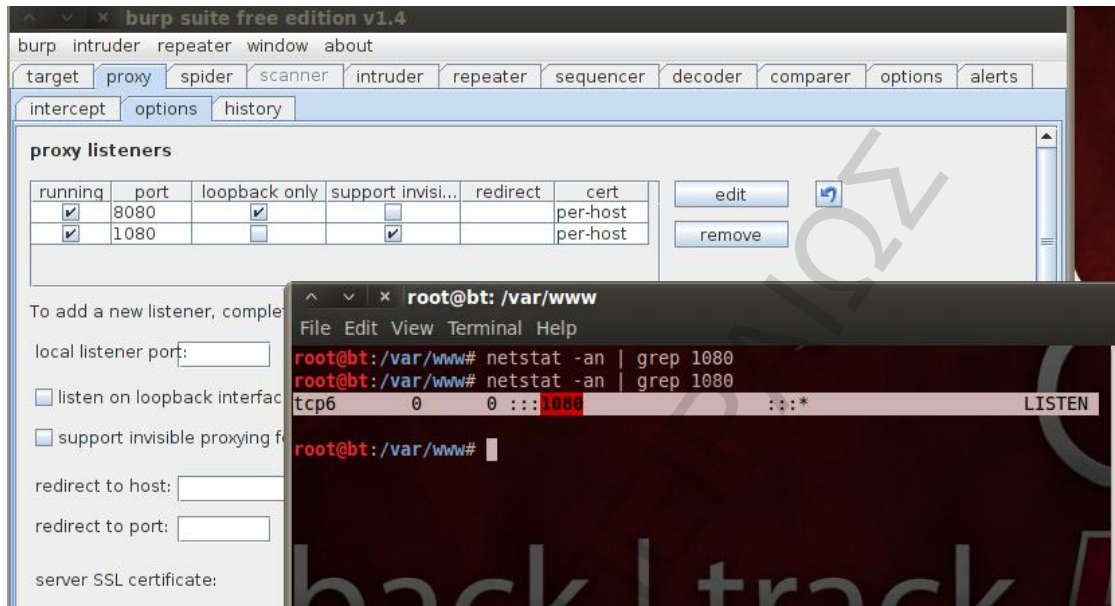 burp suite free edition v1.4
burp intruder repeater window about
target proxy spider scanner intruder repeater sequencer decoder comparer options alerts
intercept options history
proxy listeners
running port loopback only support invisi... redirect cert
8080 per-host
1080 per-host
edit
remove
To add a new listener, comple
local listener port:
listen on loopback interfac
support invisible proxying f
redirect to host:
redirect to port:
server SSL certificate:
root@bt: /var/www
File Edit View Terminal Help
root@bt:/var/www# netstat -an | grep 1080
root@bt:/var/www# netstat -an | grep 1080
tcp6 0 0 :::1080 :::* LISTEN
root@bt:/var/www#
back | track